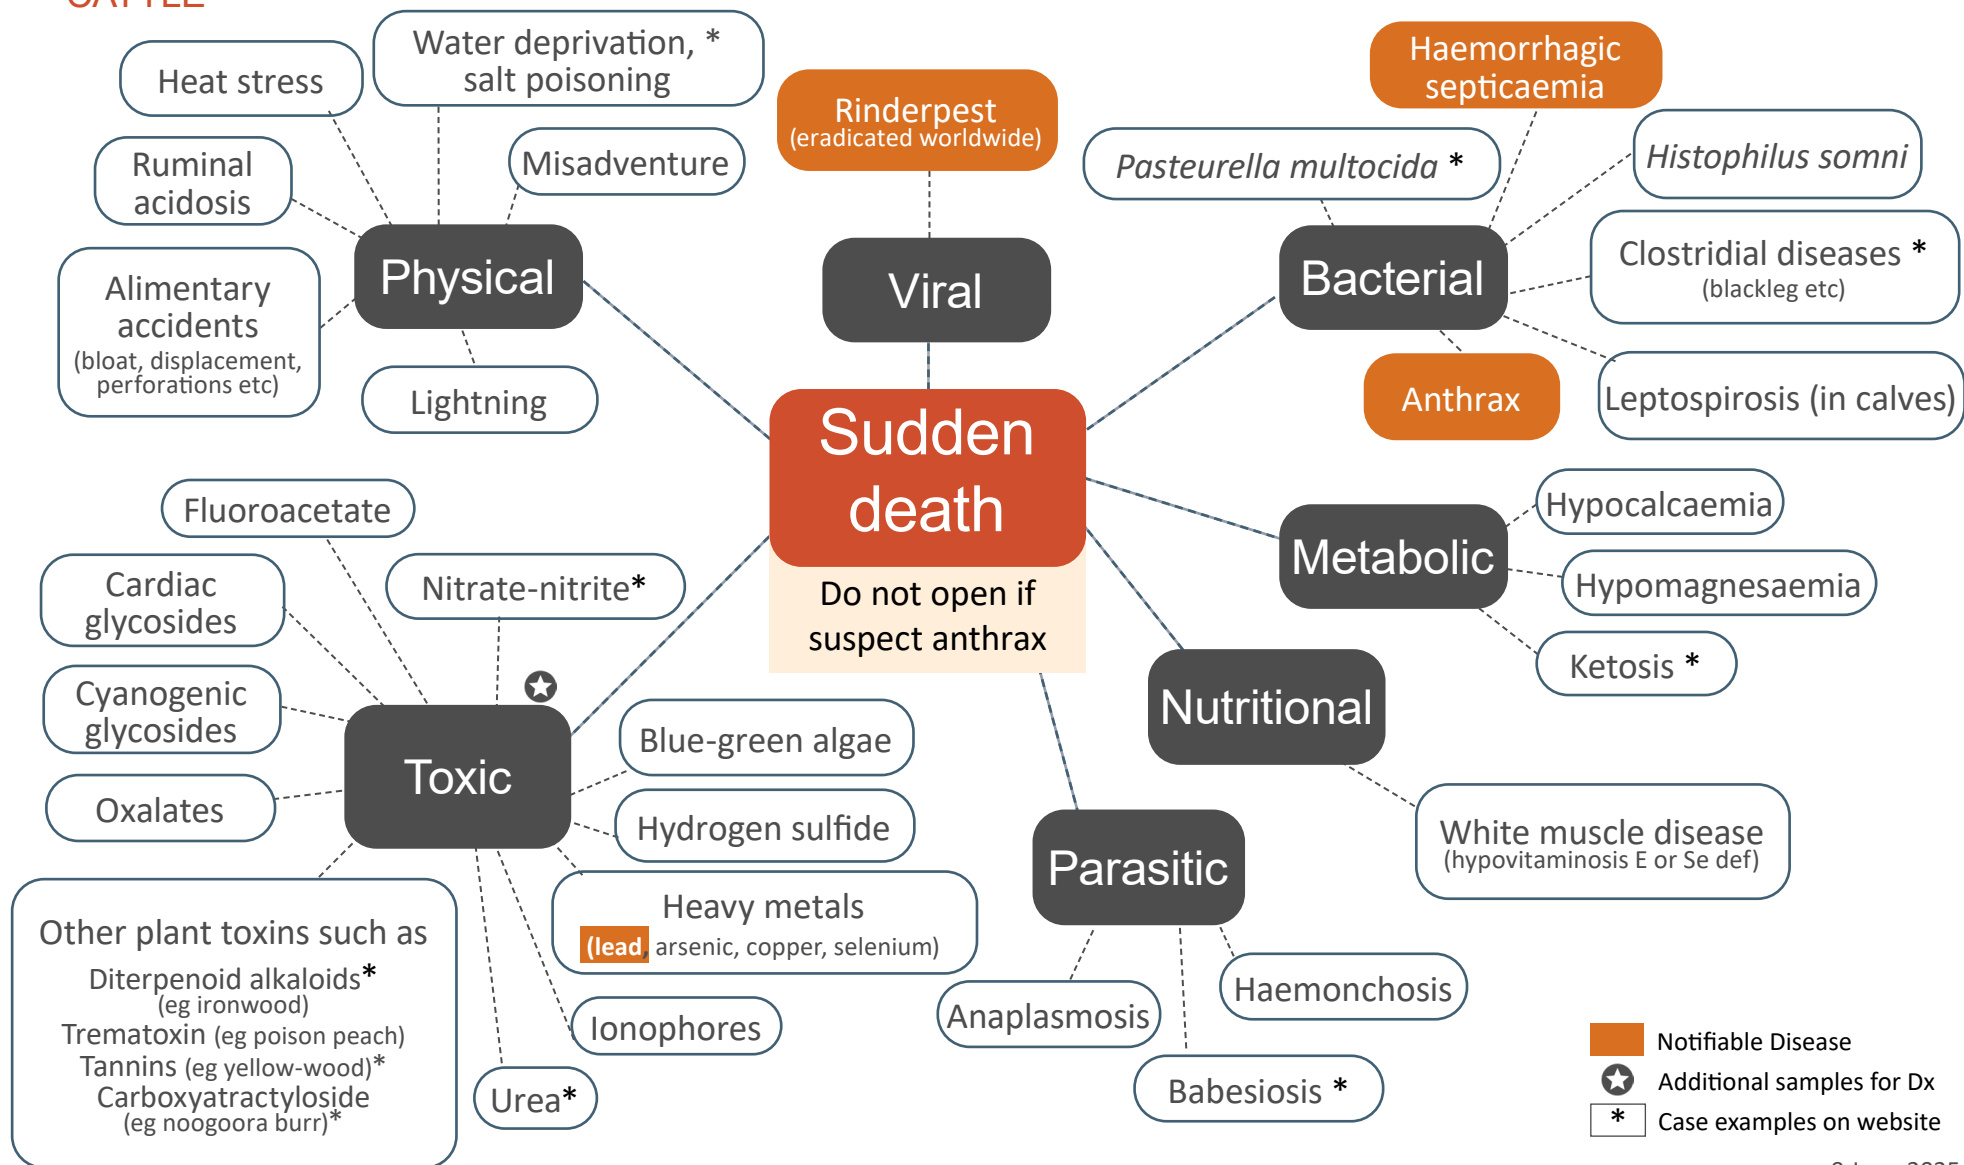 CATTLE
Heat stress
Water deprivation, *
salt poisoning
Misadventure
Ruminal
acidosis
Alimentary
accidents
(bloat, displacement,
perforations etc)
Physical
Lightning
Rinderpest
(eradicated worldwide)
Viral
Haemorrhagic
septicaemia
Pasteurella multocida *
Histophilus somni
Bacterial
Clostridial diseases *
(blackleg etc)
Anthrax
Leptospirosis (in calves)
Sudden
death
Do not open if
suspect anthrax
Hypocalcaemia
Metabolic
Hypomagnesaemia
Ketosis *
Nutritional
White muscle disease
(hypovitaminosis E or Se def)
Parasitic
Anaplasmosis
Haemonchosis
Babesiosis *
Fluoroacetate
Nitrate-nitrite*
Cardiac
glycosides
Cyanogenic
glycosides
Oxalates
Toxic
Blue-green algae
Hydrogen sulfide
Heavy metals
(lead, arsenic, copper, selenium)
Ionophores
Urea*
Other plant toxins such as
Diterpenoid alkaloids*
(eg ironwood)
Trematoxin (eg poison peach)
Tannins (eg yellow-wood)*
Carboxyatractyloside
(eg noogoora burr)*
Notifiable Disease
Additional samples for Dx
* Case examples on website